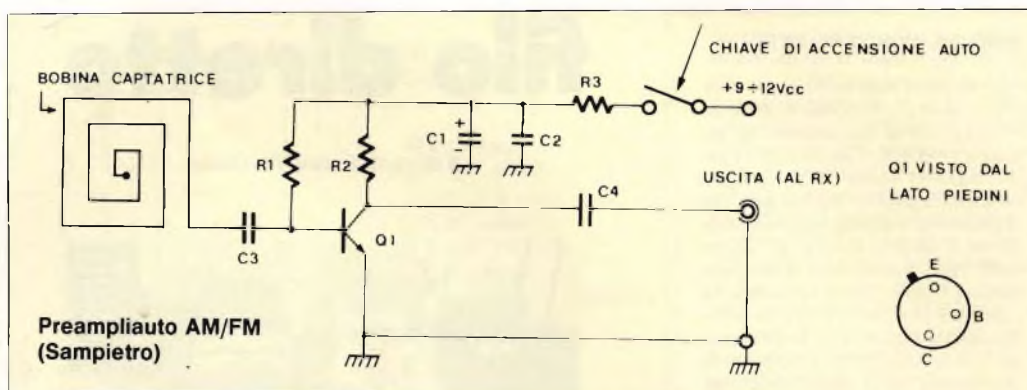 CHIAVE DI ACCENSIONE AUTO
BOBINA CAPTATRICE
R3
+9÷12Vcc
R1
R2
+
C1
-
C2
C4
USCITA (AL RX)
Q1 VISTO DAL
LATO PIEDINI
C3
Q1
E
B
C
Preampliauto AM/FM
(Sampietro)